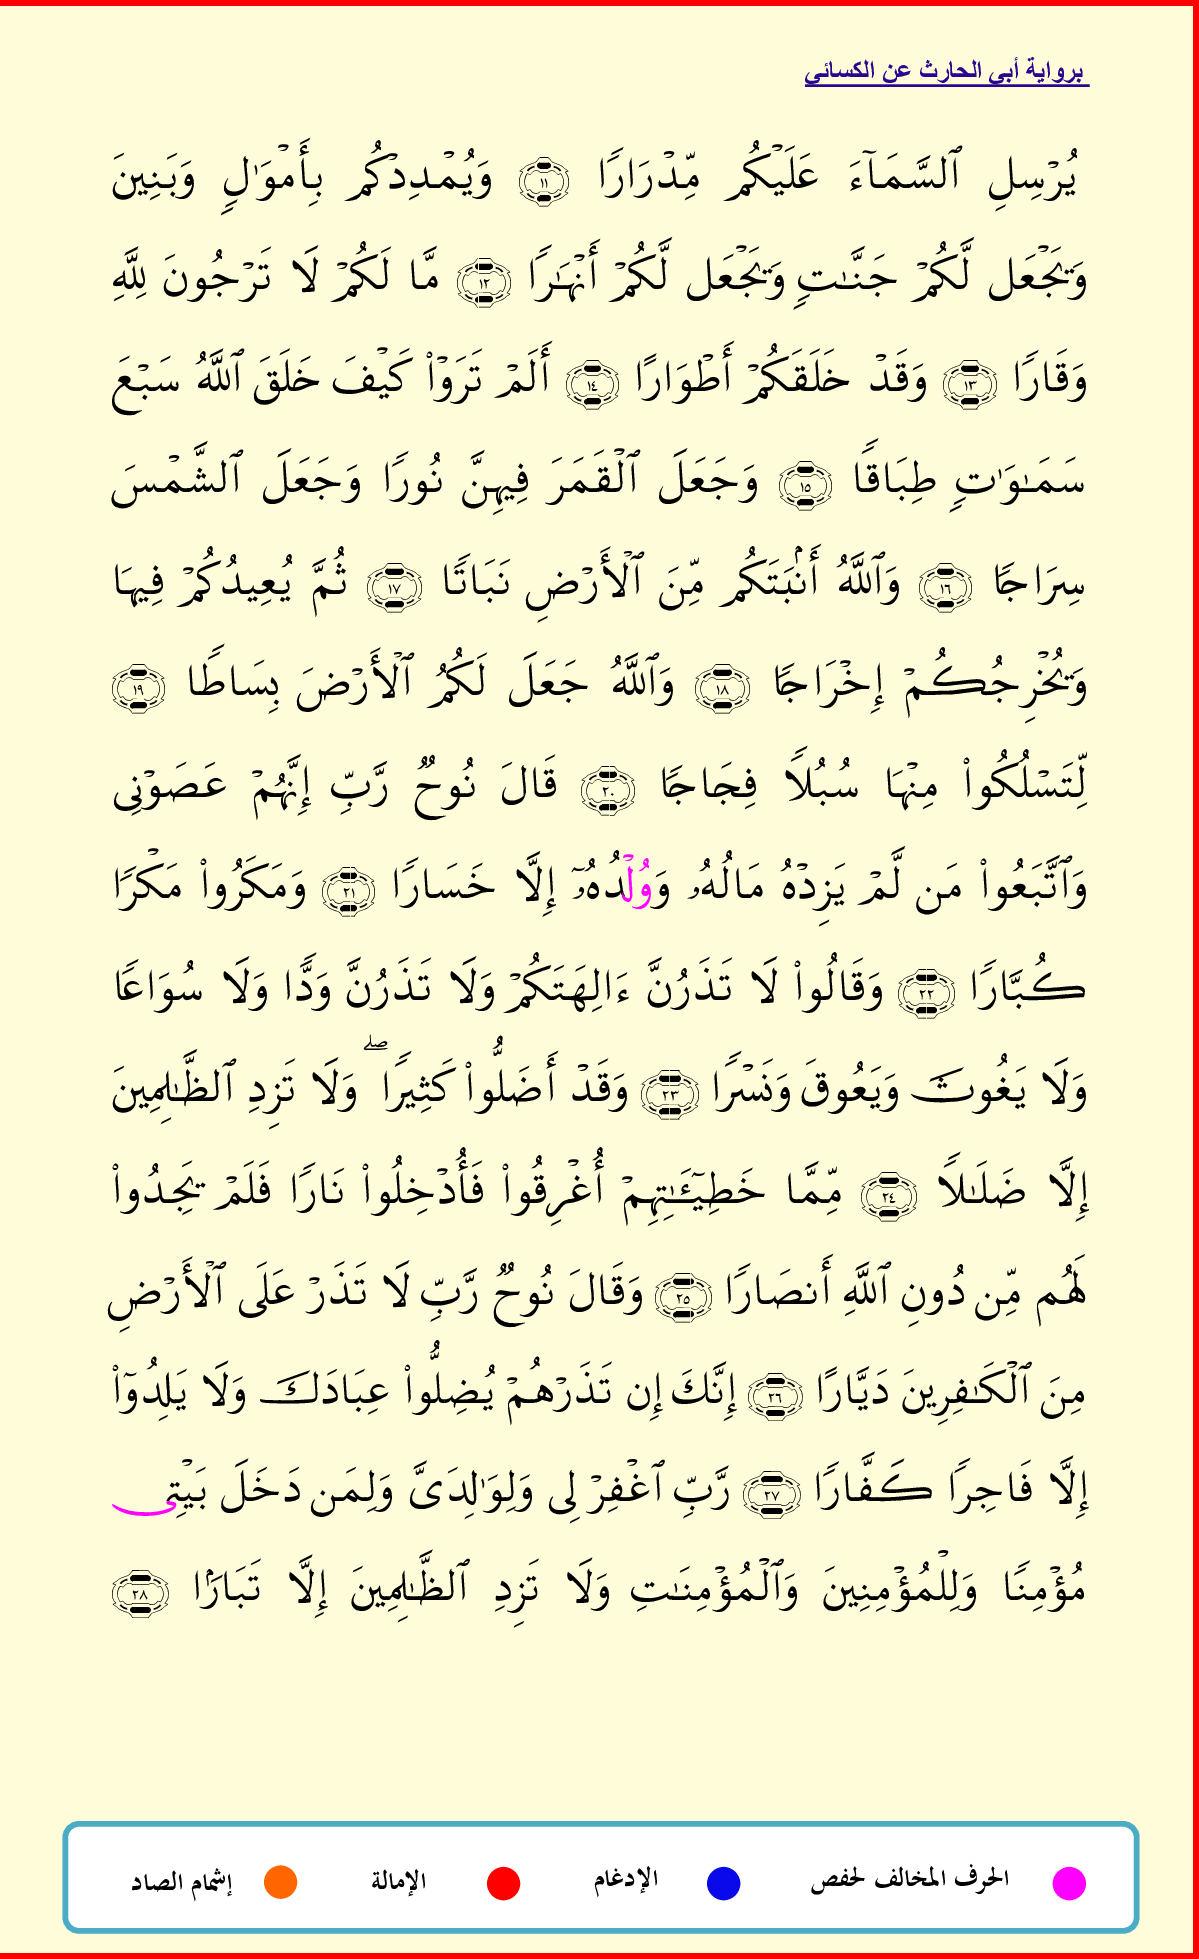 برواية أبي الحارث عن الكسائي
يُرْسِلِ ٱلسَّمَآءَ عَلَيْكُم مِّدْرَارًا ١١ وَيُمْدِدْكُم بِأَمْوَٰلٍ وَبَنِينَ
وَيَجْعَل لَّكُمْ جَنَّـٰتٍ وَيَجْعَل لَّكُمْ أَنْهَـٰرًا ١٢ مَّا لَكُمْ لَا تَرْجُونَ لِلَّهِ
وَقَارًا ١٣ وَقَدْ خَلَقَكُمْ أَطْوَارًا ١٤ أَلَمْ تَرَوْا۟ كَيْفَ خَلَقَ ٱللَّهُ سَبْعَ
سَمَـٰوَٰتٍ طِبَاقًا ١٥ وَجَعَلَ ٱلْقَمَرَ فِيهِنَّ نُورًا وَجَعَلَ ٱلشَّمْسَ
سِرَاجًا ١٦ وَٱللَّهُ أَنۢبَتَكُم مِّنَ ٱلْأَرْضِ نَبَاتًا ١٧ ثُمَّ يُعِيدُكُمْ فِيهَا
وَيُخْرِجُكُمْ إِخْرَاجًا ١٨ وَٱللَّهُ جَعَلَ لَكُمُ ٱلْأَرْضَ بِسَاطًا ١٩
لِّتَسْلُكُوا۟ مِنْهَا سُبُلًا فِجَاجًا ٢٠ قَالَ نُوحٌ رَّبِّ إِنَّهُمْ عَصَوْنِى
وَٱتَّبَعُوا۟ مَن لَّمْ يَزِدْهُ مَالُهُۥ وَوُلْدُهُۥٓ إِلَّا خَسَارًا ٢١ وَمَكَرُوا۟ مَكْرًا
كُبَّارًا ٢٢ وَقَالُوا۟ لَا تَذَرُنَّ ءَالِهَتَكُمْ وَلَا تَذَرُنَّ وَدًّا وَلَا سُوَاعًا
وَلَا يَغُوثَ وَيَعُوقَ وَنَسْرًا ٢٣ وَقَدْ أَضَلُّوا۟ كَثِيرًا ۖ وَلَا تَزِدِ ٱلظَّـٰلِمِينَ
إِلَّا ضَلَـٰلًا ٢٤ مِّمَّا خَطِيٓـَٔـٰتِهِمْ أُغْرِقُوا۟ فَأُدْخِلُوا۟ نَارًا فَلَمْ يَجِدُوا۟
لَهُم مِّن دُونِ ٱللَّهِ أَنصَارًا ٢٥ وَقَالَ نُوحٌ رَّبِّ لَا تَذَرْ عَلَى ٱلْأَرْضِ
مِنَ ٱلْكَـٰفِرِينَ دَيَّارًا ٢٦ إِنَّكَ إِن تَذَرْهُمْ يُضِلُّوا۟ عِبَادَكَ وَلَا يَلِدُوٓا۟
إِلَّا فَاجِرًا كَفَّارًا ٢٧ رَّبِّ ٱغْفِرْ لِى وَلِوَٰلِدَىَّ وَلِمَن دَخَلَ بَيْتِى
مُؤْمِنًا وَلِلْمُؤْمِنِينَ وَٱلْمُؤْمِنَـٰتِ وَلَا تَزِدِ ٱلظَّـٰلِمِينَ إِلَّا تَبَارًۢا ٢٨
الحرف المخالف لحفص الإدغام الإمالة إشمام الصاد